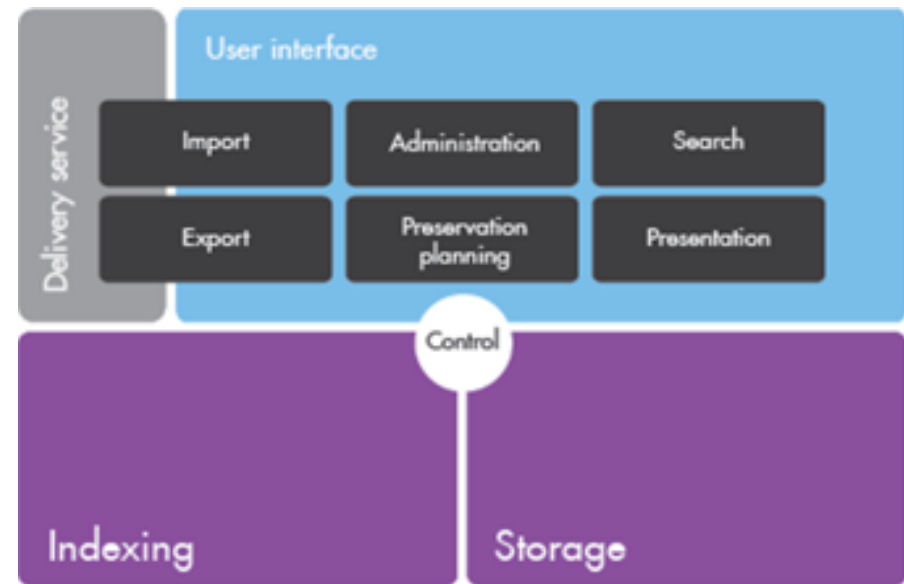 Delivery service
User interface
Import
Administration
Search
Export
Preservation
planning
Presentation
Control
Indexing
Storage